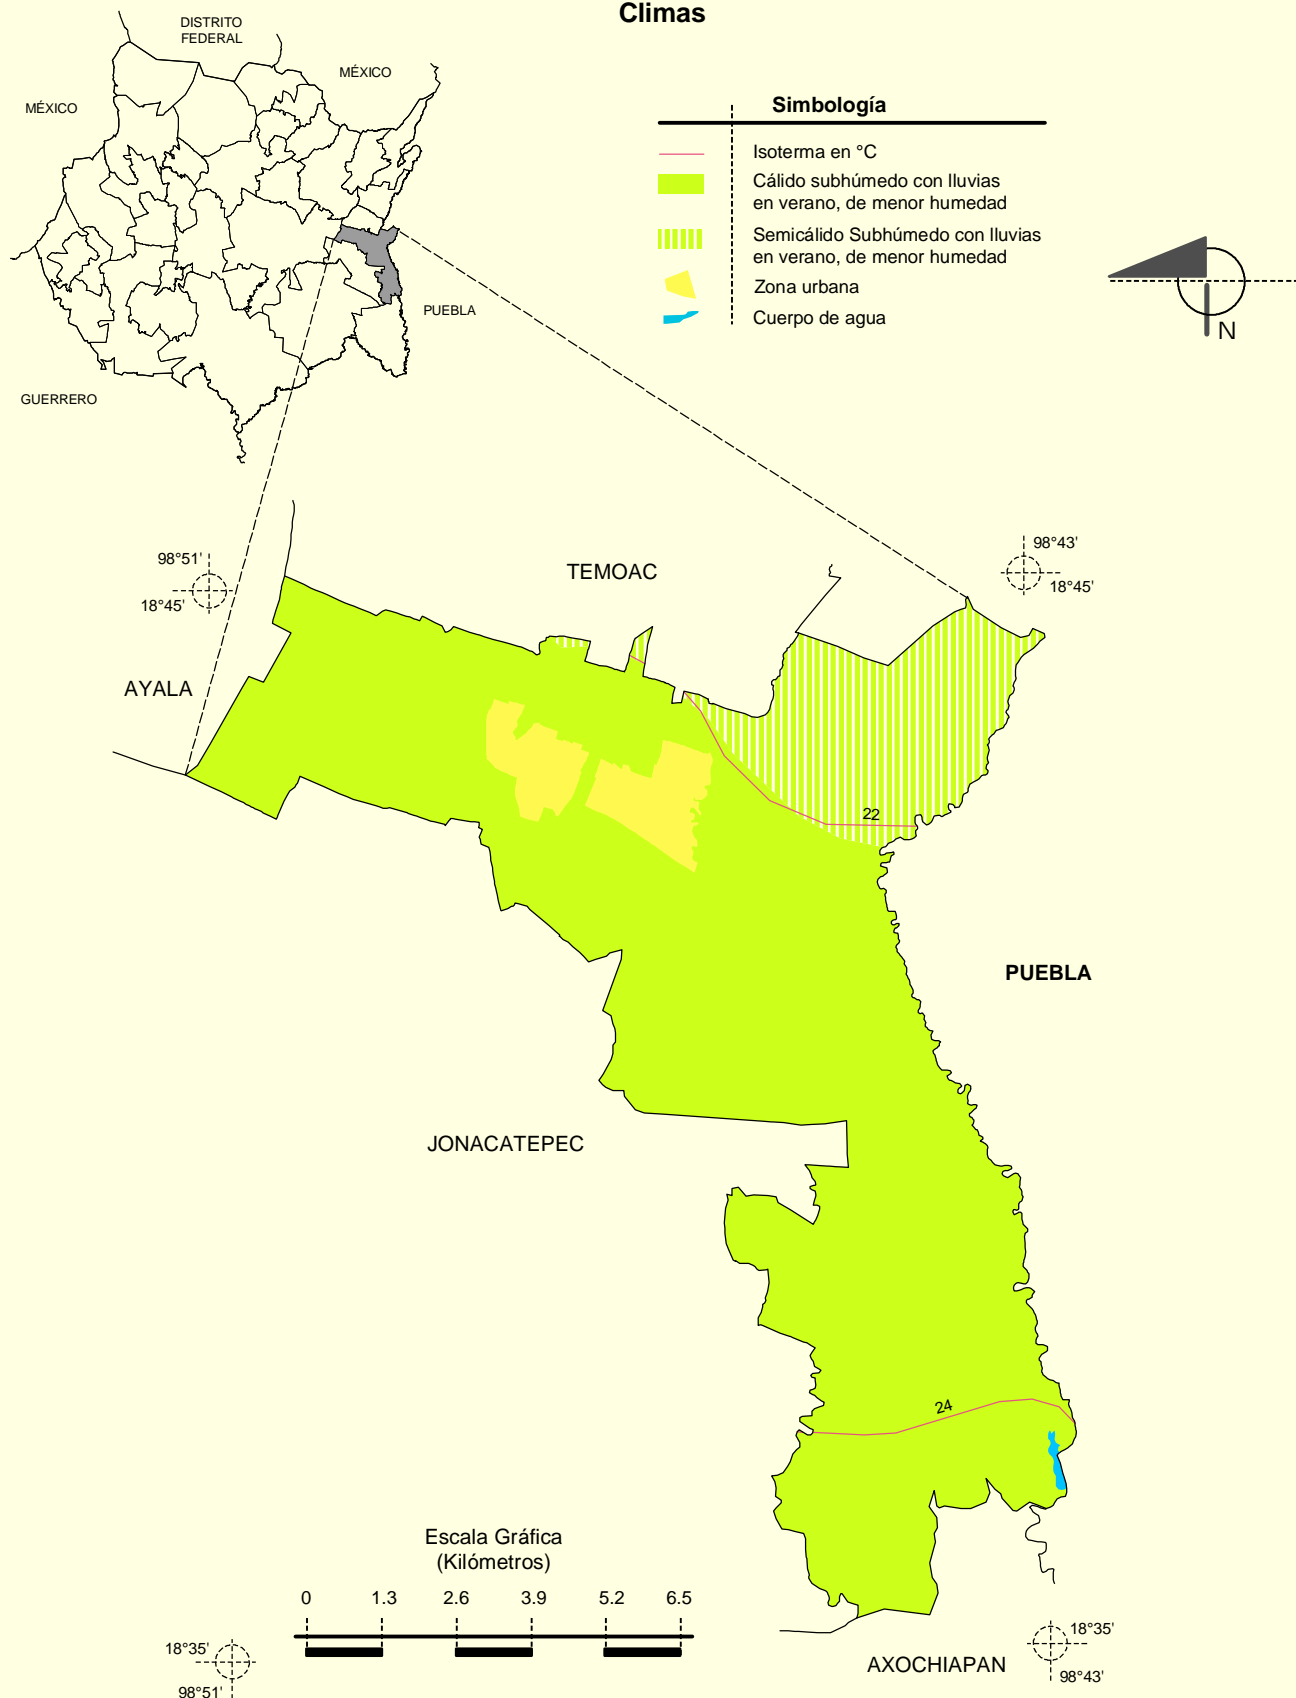 Climas
DISTRITO
FEDERAL
MÉXICO
MÉXICO
PUEBLA
GUERRERO
Simbología
Isoterma en °C
Cálido subhúmedo con lluvias
en verano, de menor humedad
Semicálido Subhúmedo con lluvias
en verano, de menor humedad
Zona urbana
Cuerpo de agua
N
98°51'
18°45'
TEMOAC
98°43'
18°45'
AYALA
22
PUEBLA
JONACATEPEC
24
Escala Gráfica
(Kilómetros)
0 1.3 2.6 3.9 5.2 6.5
18°35'
98°51'
AXOCHIAPAN
18°35'
98°43'